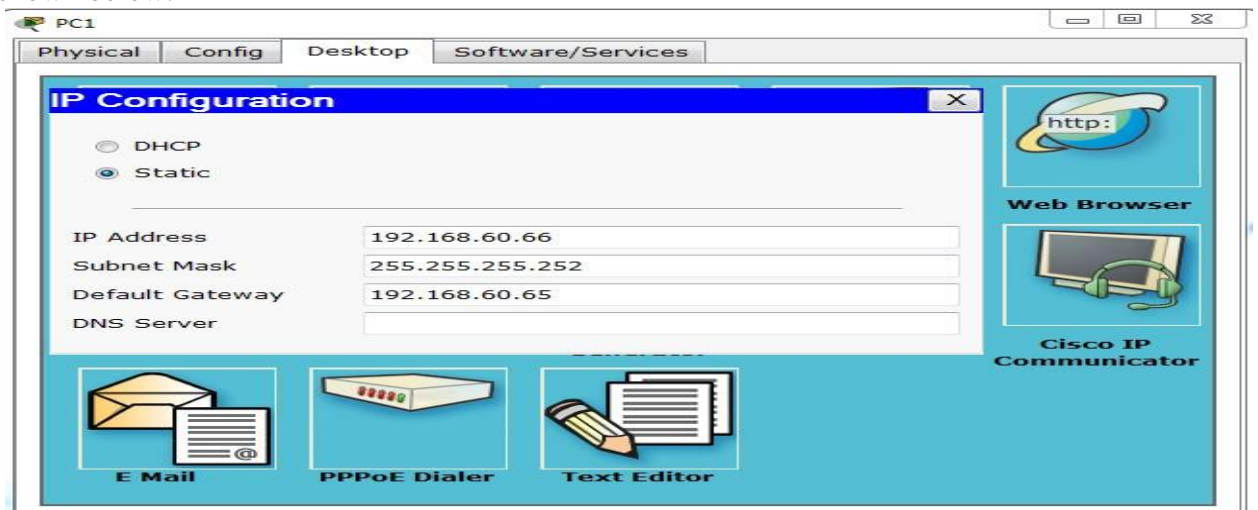 PC1
Physical Config Desktop Software/Services
IP Configuration X
http:
DHCP
Static
Web Browser
IP Address 192.168.60.66
Subnet Mask 255.255.255.252
Default Gateway 192.168.60.65
DNS Server
Cisco IP
Communicator
@
E Mail PPPoE Dialer Text Editor